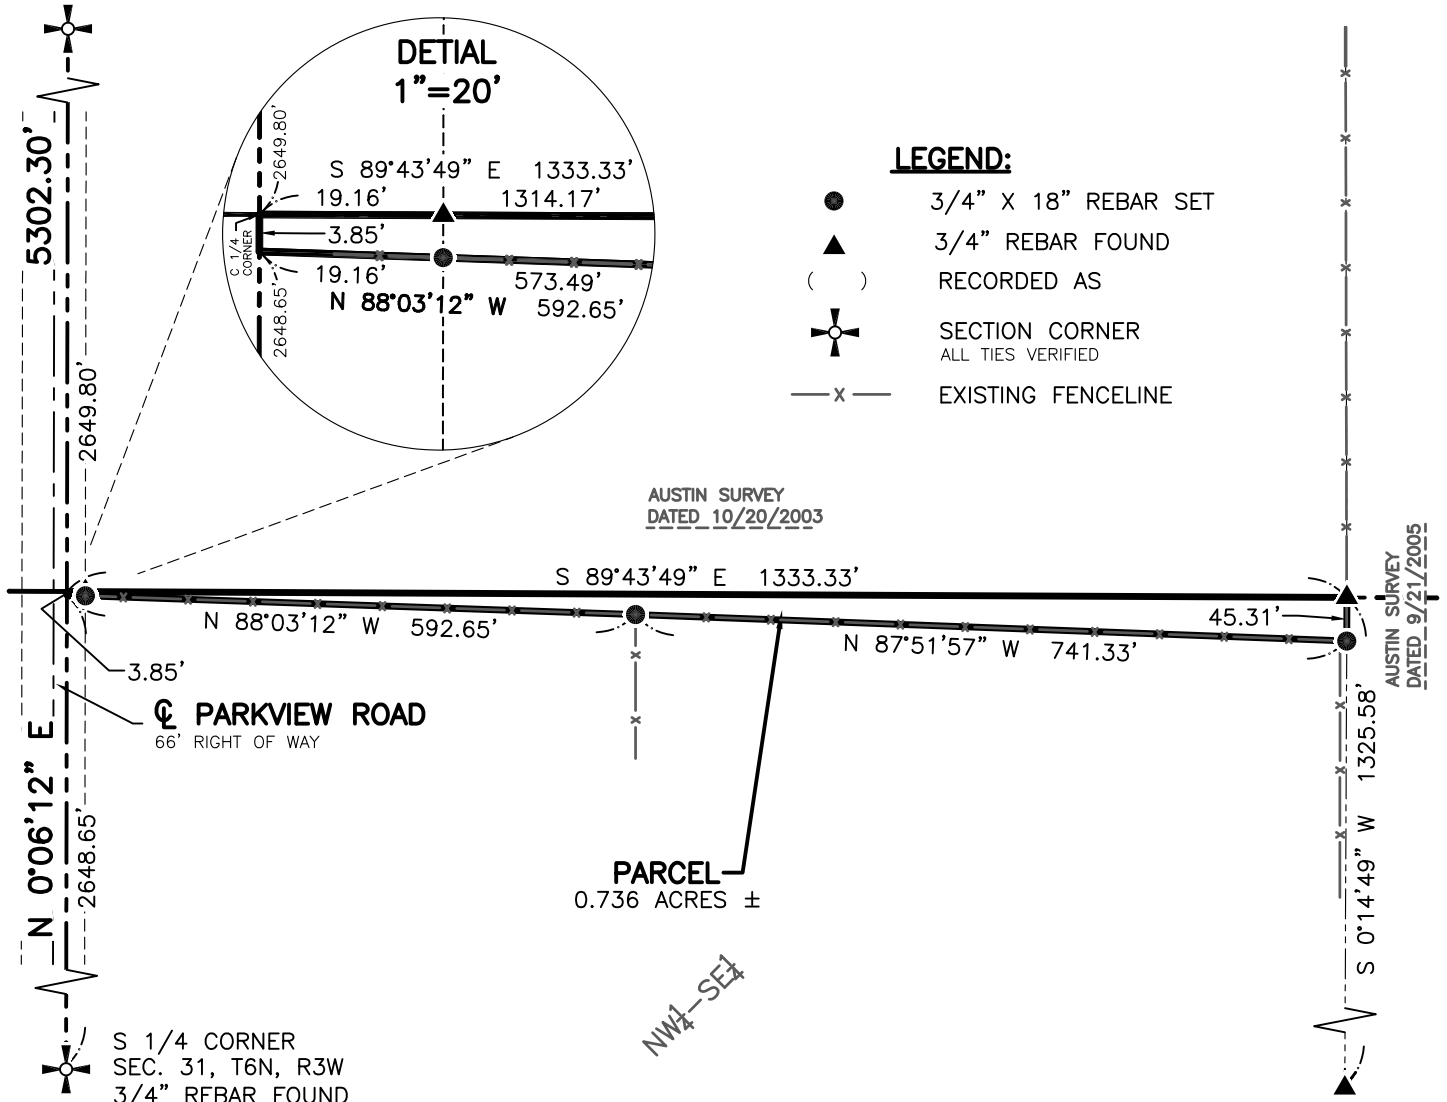 DETIAL
1"=20'
2649.80'
S 89°43'49" E 1333.33'
19.16' 1314.17'
3.85'
C 1/4
CORNER
19.16' 573.49'
N 88°03'12" W 592.65'
2648.65'
LEGEND:
3/4" X 18" REBAR SET
3/4" REBAR FOUND
( ) RECORDED AS
SECTION CORNER
ALL TIES VERIFIED
X EXISTING FENCELINE
5302.30'
2649.80'
AUSTIN SURVEY
DATED 10/20/2003
S 89°43'49" E 1333.33'
N 88°03'12" W 592.65'
N 87°51'57" W 741.33'
45.31'
AUSTIN SURVEY
DATED 9/21/2005
3.85'
℄ PARKVIEW ROAD
66' RIGHT OF WAY
N 0°06'12" E
2648.65'
S 0°14'49" W 1325.58'
PARCEL
0.736 ACRES ±
NW1/4-SE1/4
S 1/4 CORNER
SEC. 31, T6N, R3W
3/4" REBAR FOUND